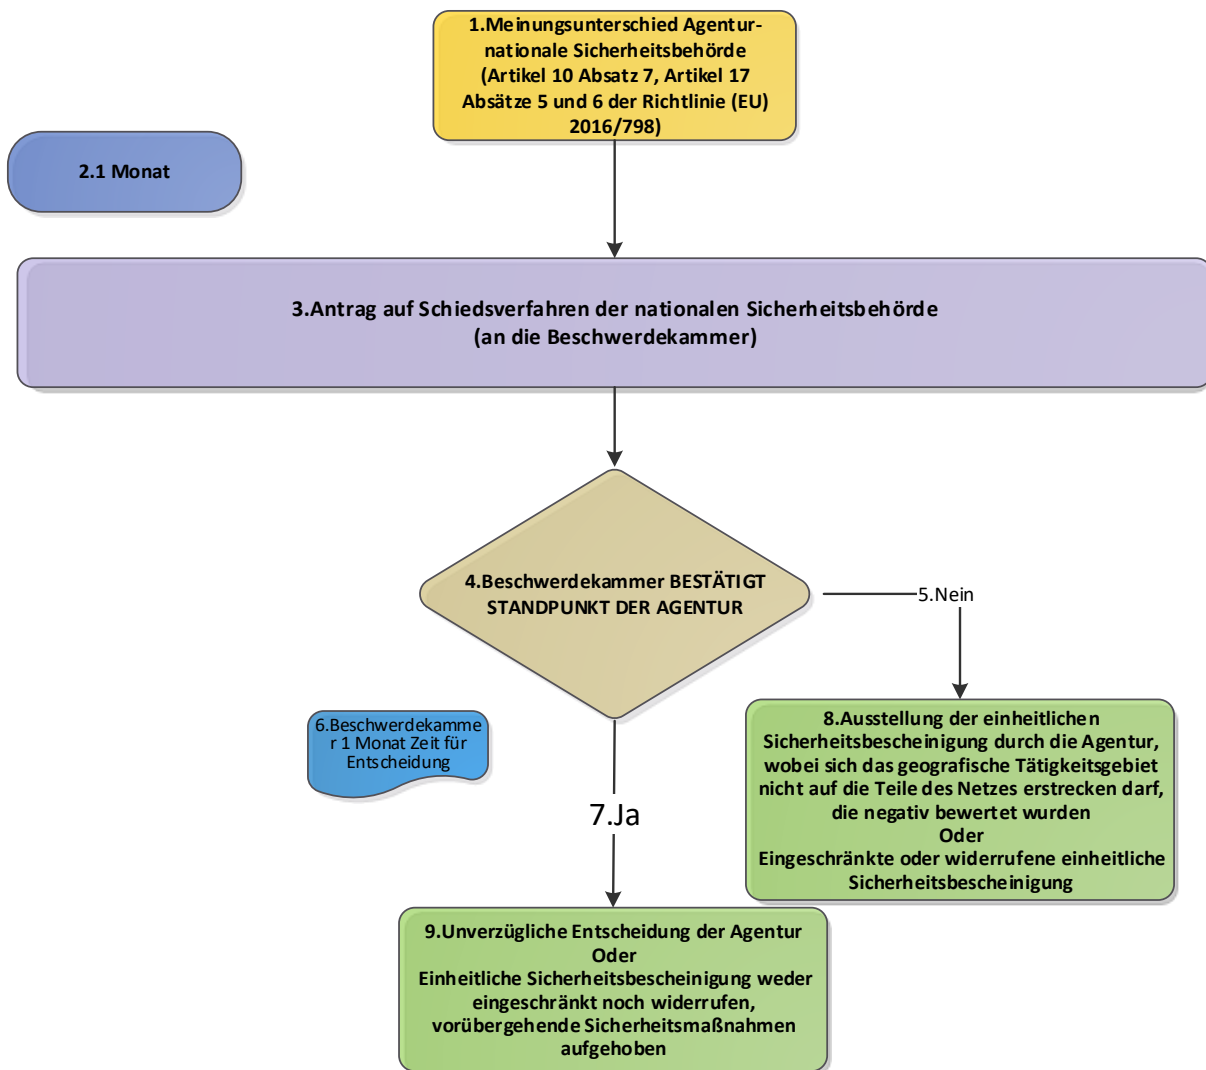 1.Meinungsunterschied Agentur-
nationale Sicherheitsbehörde
(Artikel 10 Absatz 7, Artikel 17
Absätze 5 und 6 der Richtlinie (EU)
2016/798)
2.1 Monat
3.Antrag auf Schiedsverfahren der nationalen Sicherheitsbehörde
(an die Beschwerdekammer)
4.Beschwerdekammer BESTÄTIGT
STANDPUNKT DER AGENTUR
5.Nein
6.Beschwerdekamme
r 1 Monat Zeit für
Entscheidung
7.Ja
8.Ausstellung der einheitlichen
Sicherheitsbescheinigung durch die Agentur,
wobei sich das geografische Tätigkeitsgebiet
nicht auf die Teile des Netzes erstrecken darf,
die negativ bewertet wurden
Oder
Eingeschränkte oder widerrufene einheitliche
Sicherheitsbescheinigung
9.Unverzügliche Entscheidung der Agentur
Oder
Einheitliche Sicherheitsbescheinigung weder
eingeschränkt noch widerrufen,
vorübergehende Sicherheitsmaßnahmen
aufgehoben